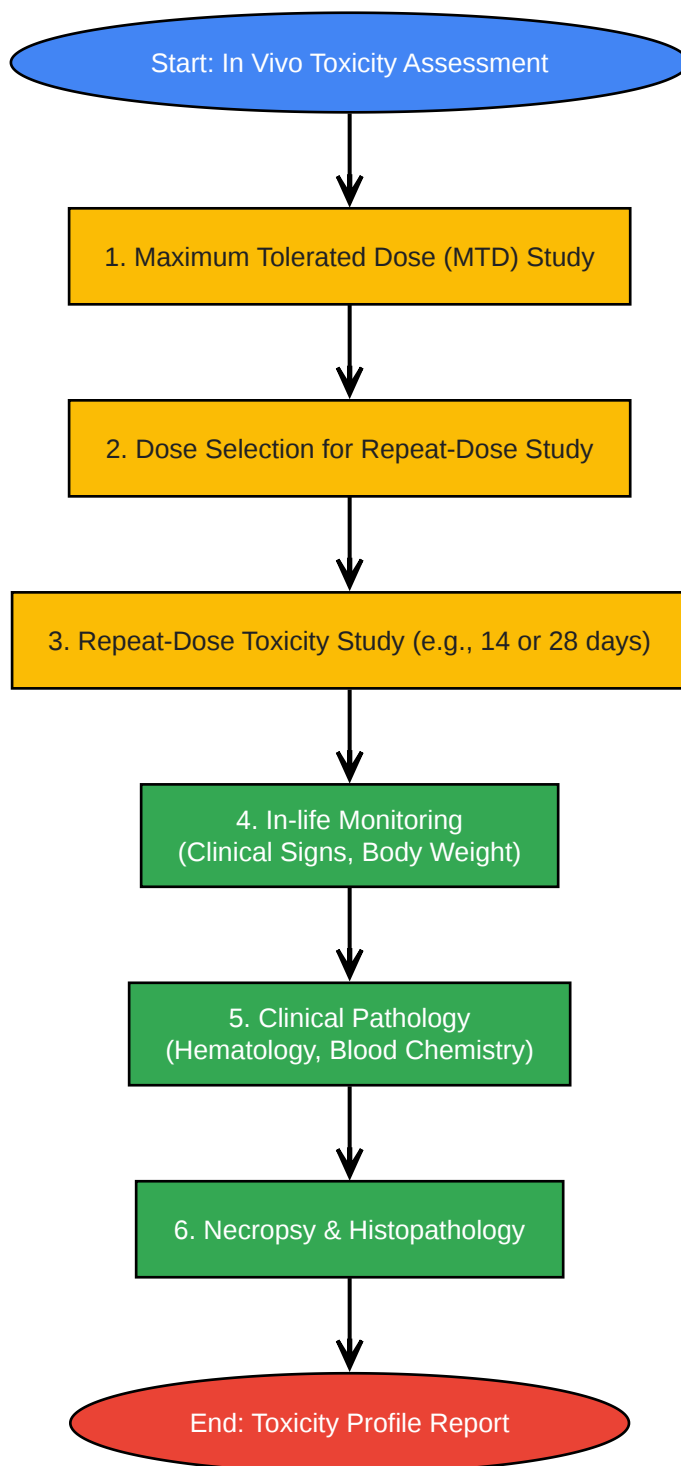 Start: In Vivo Toxicity Assessment
1. Maximum Tolerated Dose (MTD) Study
2. Dose Selection for Repeat-Dose Study
3. Repeat-Dose Toxicity Study (e.g., 14 or 28 days)
4. In-life Monitoring
(Clinical Signs, Body Weight)
5. Clinical Pathology
(Hematology, Blood Chemistry)
6. Necropsy & Histopathology
End: Toxicity Profile Report